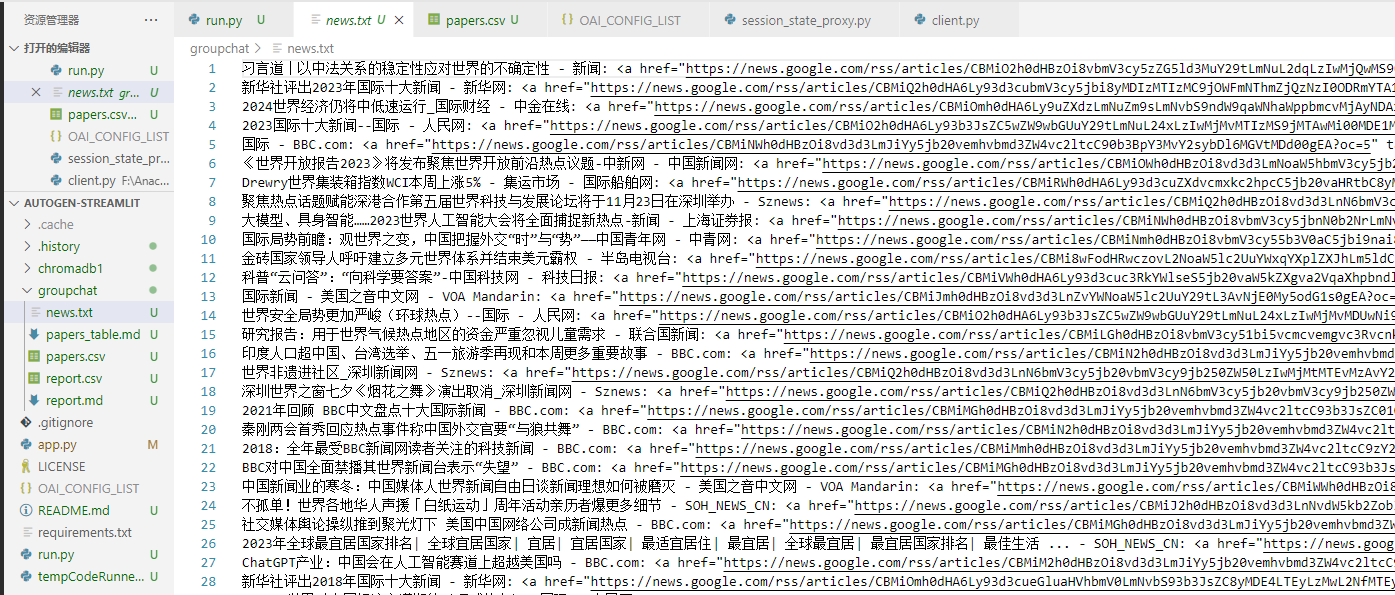 资源管理器 ···
打开的编辑器
run.py U
news.txt gr... U
papers.csv... U
OAI_CONFIG_LIST
session_state_pr...
client.py F:\Anac...
AUTOGEN-STREAMLIT
.cache
.history
chromadb1
groupchat
news.txt U
papers_table.md U
papers.csv U
report.csv U
report.md U
.gitignore
app.py M
LICENSE
OAI_CONFIG_LIST
README.md U
requirements.txt
run.py U
tempCodeRunne... U
run.py U news.txt U papers.csv U OAI_CONFIG_LIST session_state_proxy.py client.py
groupchat > news.txt
1 习言道丨以中法关系的稳定性应对世界的不确定性 - 新闻: <a href="https://news.google.com/rss/articles/
2 新华社评出2023年国际十大新闻 - 新华网: <a href="https://news.google.com/rss/articles/
3 2024世界经济仍将中低速运行_国际财经 - 中金在线: <a href="https://news.google.com/rss/articles/
4 2023国际十大新闻--国际 - 人民网: <a href="https://news.google.com/rss/articles/
5 国际 - BBC.com: <a href="https://news.google.com/rss/articles/
6 《世界开放报告2023》将发布聚焦世界开放前沿热点议题-中新网 - 中国新闻网: <a href="https://news.google.com/rss/articles/
7 Drewry世界集装箱指数WCI本周上涨5% - 集运市场 - 国际船舶网: <a href="https://news.google.com/rss/articles/
8 聚焦热点话题赋能深港合作第五届世界科技与发展论坛将于11月23日在深圳举办 - Sznews: <a href="https://news.google.com/rss/articles/
9 大模型、具身智能……2023世界人工智能大会将全面捕捉新热点-新闻 - 上海证券报: <a href="https://news.google.com/rss/articles/
10 国际局势前瞻：观世界之变，中国把握外交“时”与“势”——中国青年网 - 中青网: <a href="https://news.google.com/rss/articles/
11 金砖国家领导人呼吁建立多元世界体系并结束美元霸权 - 半岛电视台: <a href="https://news.google.com/rss/articles/
12 科普“云问答”：“向科学要答案”-中国科技网 - 科技日报: <a href="https://news.google.com/rss/articles/
13 国际新闻 - 美国之音中文网 - VOA Mandarin: <a href="https://news.google.com/rss/articles/
14 世界安全局势更加严峻（环球热点）--国际 - 人民网: <a href="https://news.google.com/rss/articles/
15 研究报告：用于世界气候热点地区的资金严重忽视儿童需求 - 联合国新闻: <a href="https://news.google.com/rss/articles/
16 印度人口超中国、台湾选举、五一旅游季再现和本周更多重要故事 - BBC.com: <a href="https://news.google.com/rss/articles/
17 世界非遗进社区_深圳新闻网 - Sznews: <a href="https://news.google.com/rss/articles/
18 深圳世界之窗七夕《烟花之舞》演出取消_深圳新闻网 - Sznews: <a href="https://news.google.com/rss/articles/
19 2021年回顾 BBC中文盘点十大国际新闻 - BBC.com: <a href="https://news.google.com/rss/articles/
20 秦刚两会首秀回应热点事件称中国外交官要“与狼共舞” - BBC.com: <a href="https://news.google.com/rss/articles/
21 2018：全年最受BBC新闻网读者关注的科技新闻 - BBC.com: <a href="https://news.google.com/rss/articles/
22 BBC对中国全面禁播其世界新闻台表示“失望” - BBC.com: <a href="https://news.google.com/rss/articles/
23 中国新闻业的寒冬：中国媒体人世界新闻自由日谈新闻理想如何被磨灭 - 美国之音中文网 - VOA Mandarin: <a href="https://news.google.com/rss/articles/
24 不孤单！世界各地华人声援「白纸运动」周年活动亲历者爆更多细节 - SOH_NEWS_CN: <a href="https://news.google.com/rss/articles/
25 社交媒体舆论操纵推到聚光灯下 美国中国网络公司成新闻热点 - BBC.com: <a href="https://news.google.com/rss/articles/
26 2023年全球最宜居国家排名| 全球宜居国家| 宜居| 宜居国家| 最适宜居住| 最宜居| 全球最宜居| 最宜居国家排名| 最佳生活 ... - SOH_NEWS_CN: <a href="https://news.goog
27 ChatGPT产业：中国会在人工智能赛道上超越美国吗 - BBC.com: <a href="https://news.google.com/rss/articles/
28 新华社评出2018年国际十大新闻 - 新华网: <a href="https://news.google.com/rss/articles/